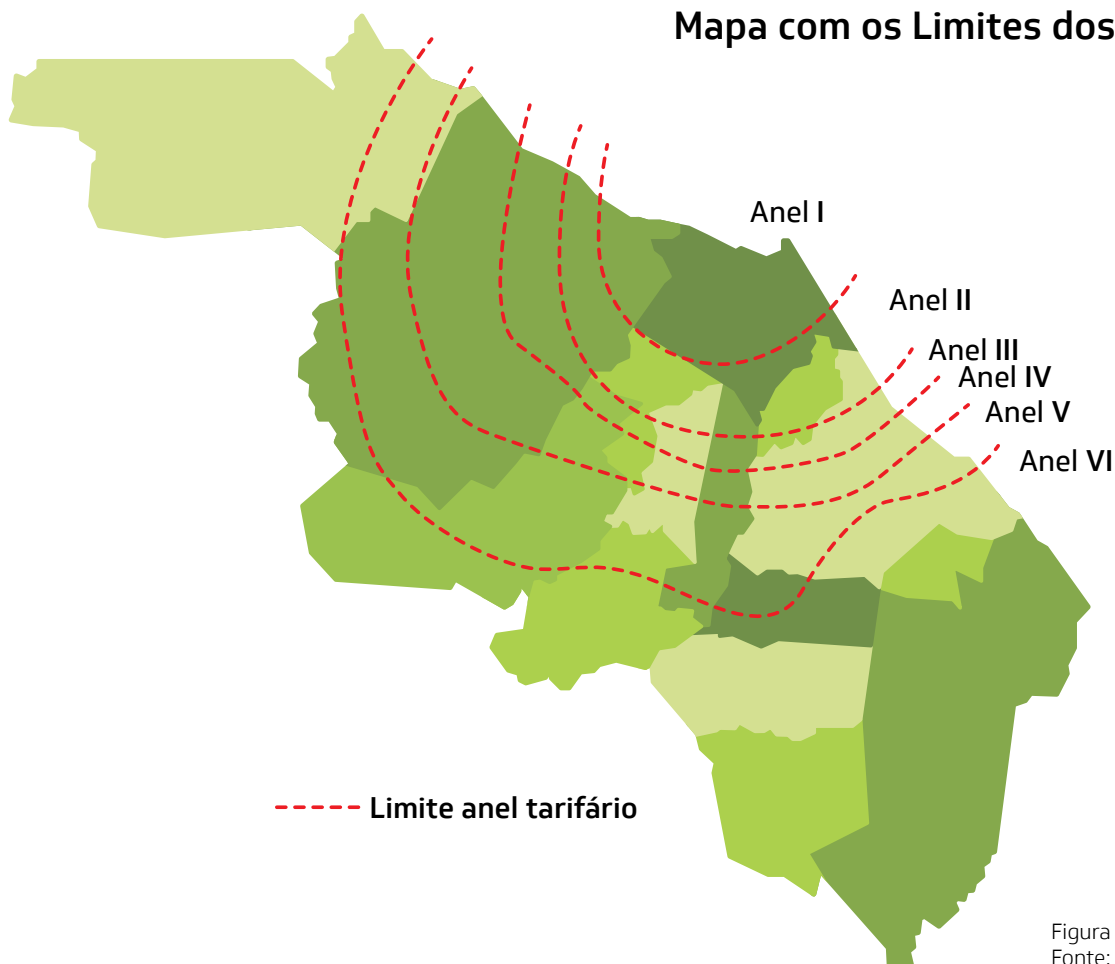 Mapa com os Limites dos
Anel I
Anel II
Anel III
Anel IV
Anel V
Anel VI
Limite anel tarifário
Figura
Fonte: